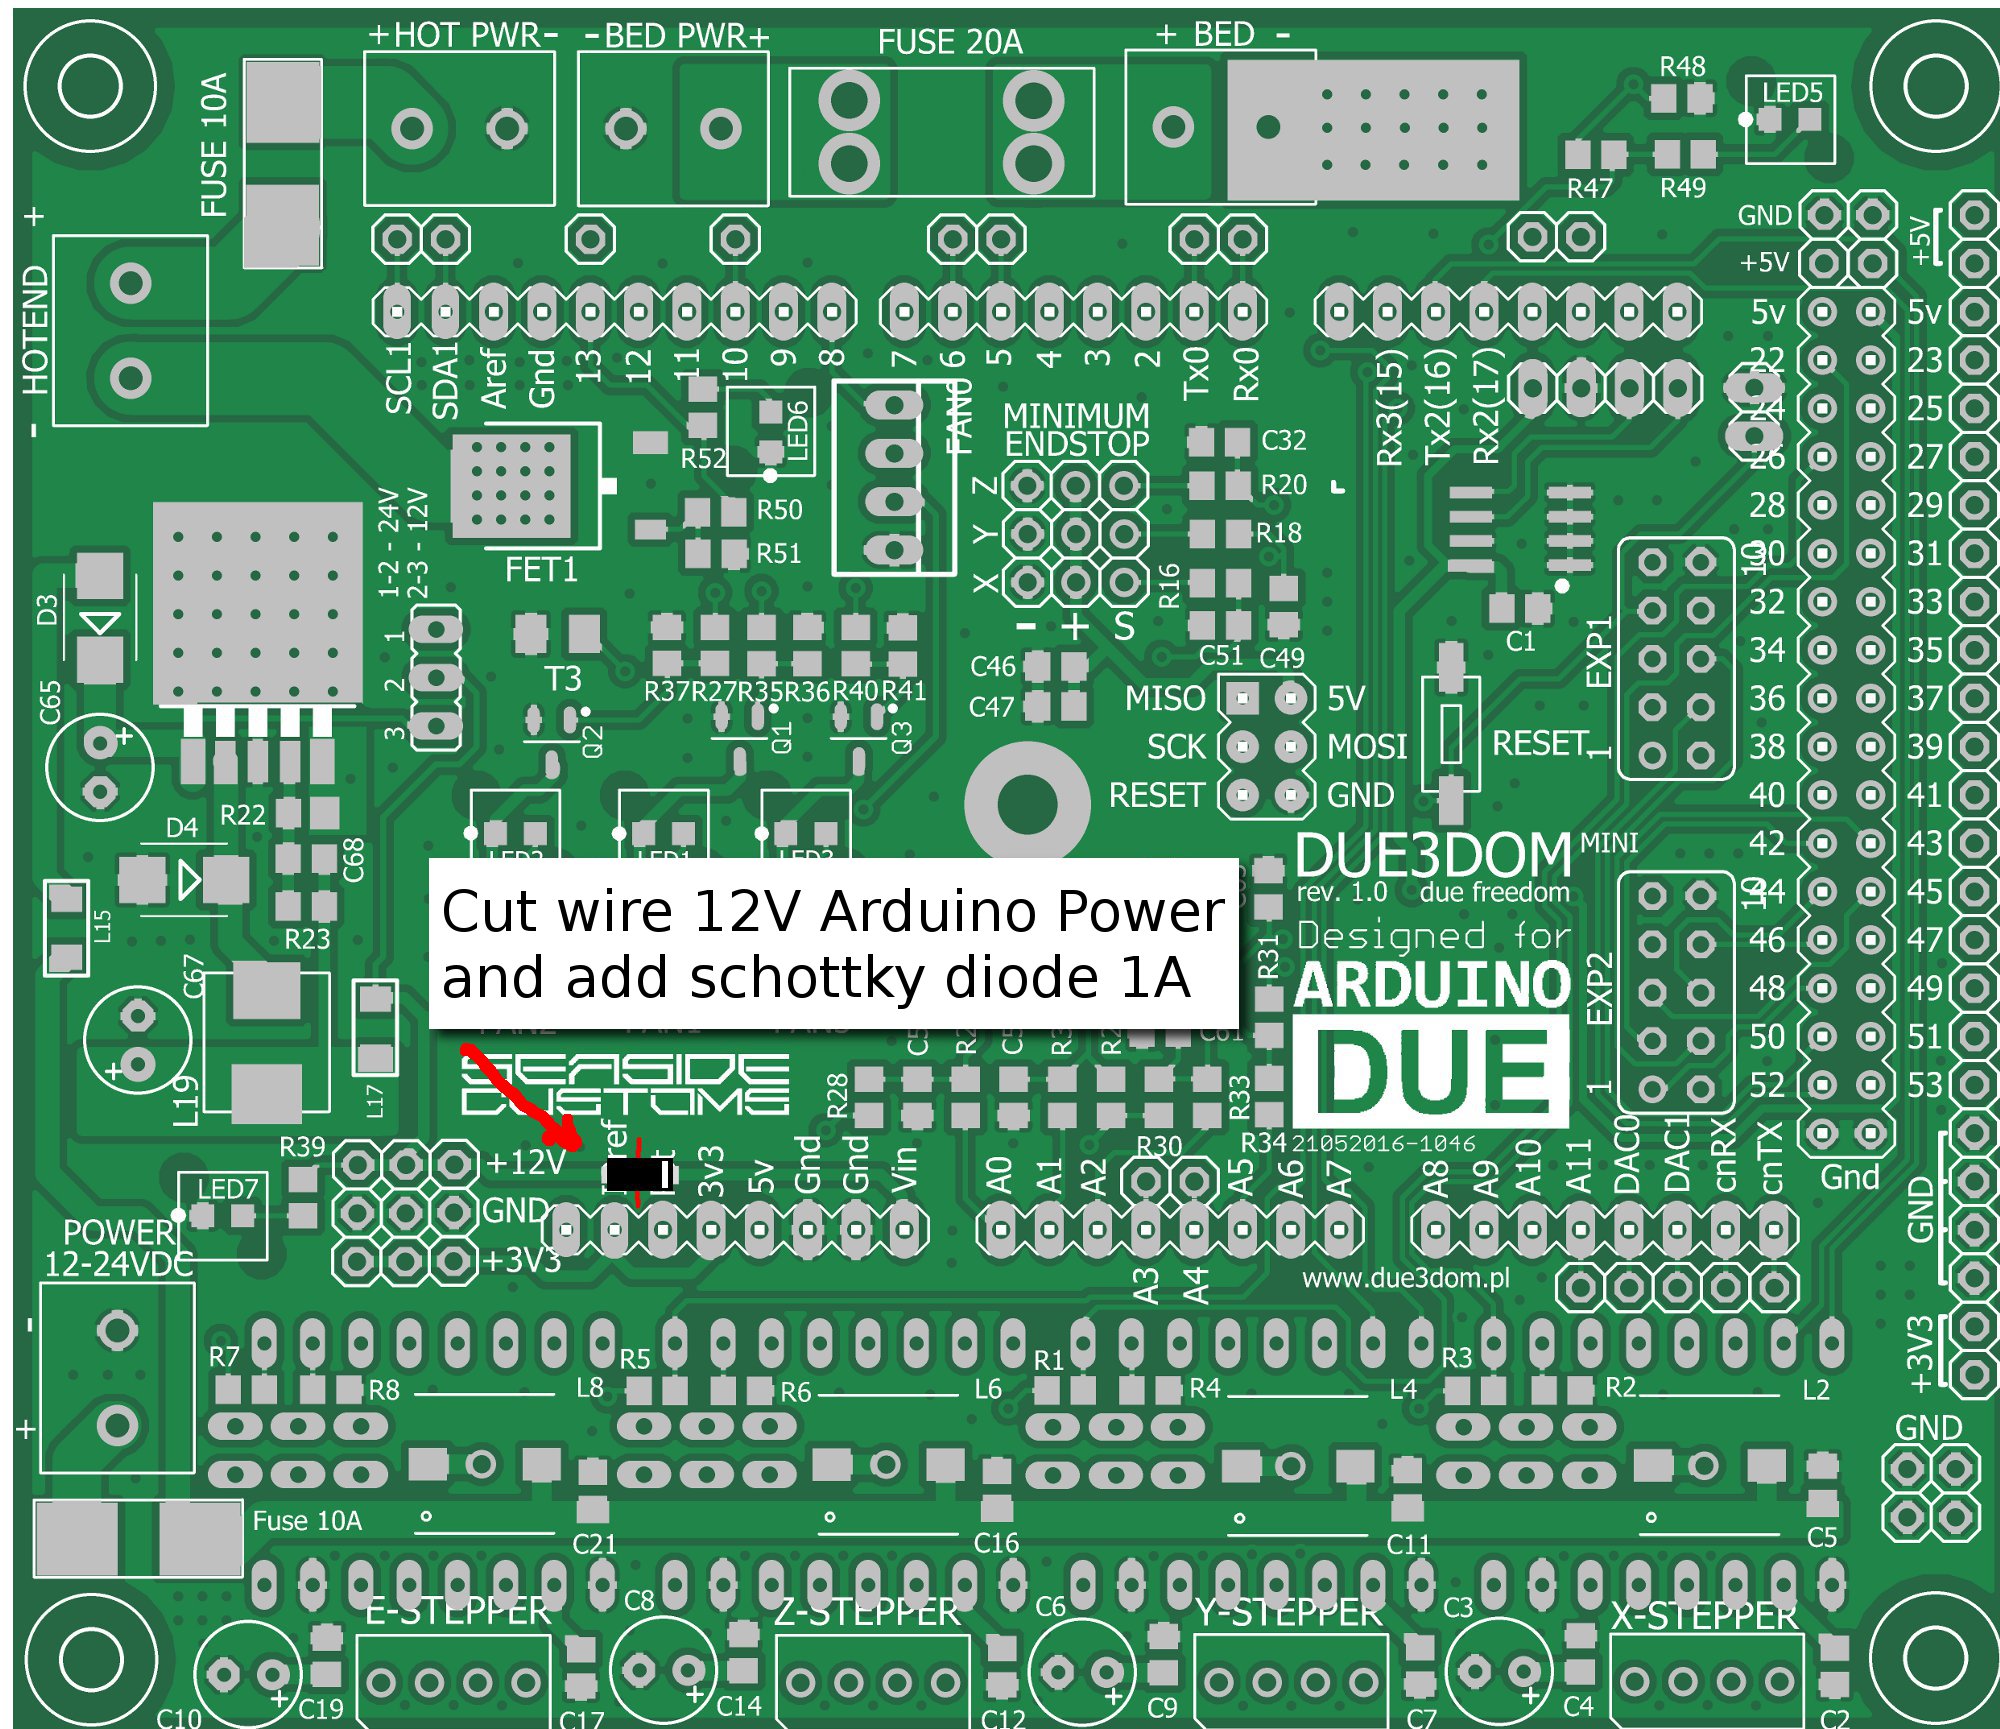 +HOT PWR-
-BED PWR+
FUSE 20A
+ BED -
R48
LED5
FUSE 10A
R47
R49
GND
+5V
+5V
+
HOTEND
-
SCL1
SDA1
Aref
Gnd
13
12
11
10
9
8
7
6
5
4
3
2
Tx0
Rx0
Rx3(15)
Tx2(16)
Rx2(17)
5v
5v
22
23
24
25
26
27
28
29
30
31
32
33
34
35
36
37
38
39
40
41
42
43
44
45
46
47
48
49
50
51
52
53
Gnd
R52
LED6
FAN0
MINIMUM
ENDSTOP
Z
Y
X
- + S
C32
R20
R18
R16
C51
C49
R50
R51
FET1
1-2 - 24V
2-3 - 12V
1
2
3
D3
C65
+
T3
R37
R27
R35
R36
R40
R41
Q2
Q1
Q3
C46
C47
MISO
5V
SCK
MOSI
RESET
GND
C1
RESET
EXP1
10
1
R22
D4
C68
R23
L15
C67
L19
+
L17
LED2
LED1
LED3
Cut wire 12V Arduino Power
and add schottky diode 1A
DUE3DOM MINI
rev. 1.0 due freedom
Designed for
ARDUINO
DUE
21052016-1046
R31
R33
R34
EXP2
10
1
SEASIDE
CUSTOMS
R28
C61
R30
R39
LED7
+12V
GND
+3V3
3v3
5v
Gnd
Gnd
Vin
A0
A1
A2
A3
A4
A5
A6
A7
A8
A9
A10
A11
DAC0
DAC1
cnRX
cnTX
www.due3dom.pl
GND
+3V3
GND
POWER
12-24VDC
-
+
R7
R8
L8
R5
R6
L6
R1
R4
L4
R3
R2
L2
Fuse 10A
C21
C16
C11
C5
E-STEPPER
C8
Z-STEPPER
C6
Y-STEPPER
C3
X-STEPPER
C10
+
C19
C17
+
C14
C12
+
C9
C7
+
C4
C2